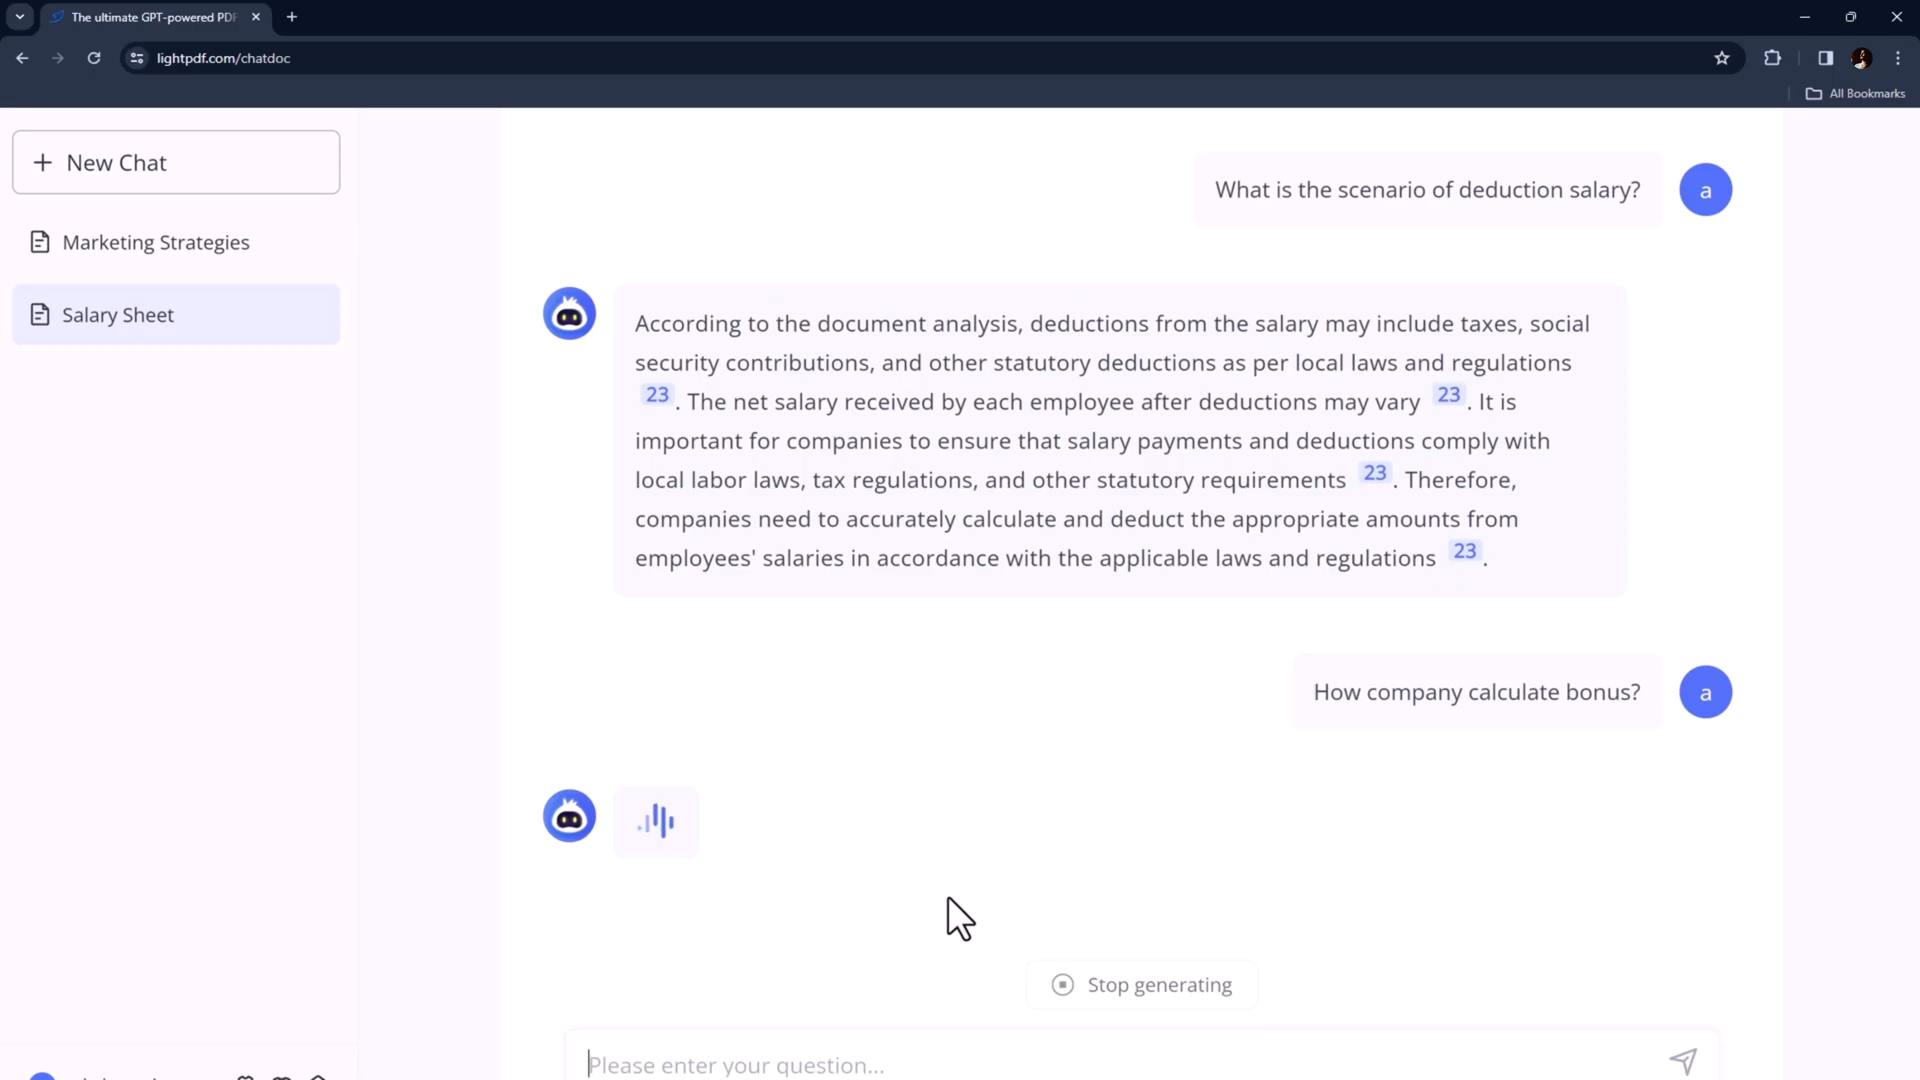 The ultimate GPT-powered PDF
lightpdf.com/chatdoc
All Bookmarks
New Chat
Marketing Strategies
Salary Sheet
What is the scenario of deduction salary?
a
According to the document analysis, deductions from the salary may include taxes, social
security contributions, and other statutory deductions as per local laws and regulations
23. The net salary received by each employee after deductions may vary 23. It is
important for companies to ensure that salary payments and deductions comply with
local labor laws, tax regulations, and other statutory requirements 23. Therefore,
companies need to accurately calculate and deduct the appropriate amounts from
employees' salaries in accordance with the applicable laws and regulations 23.
How company calculate bonus?
a
Stop generating
Please enter your question...